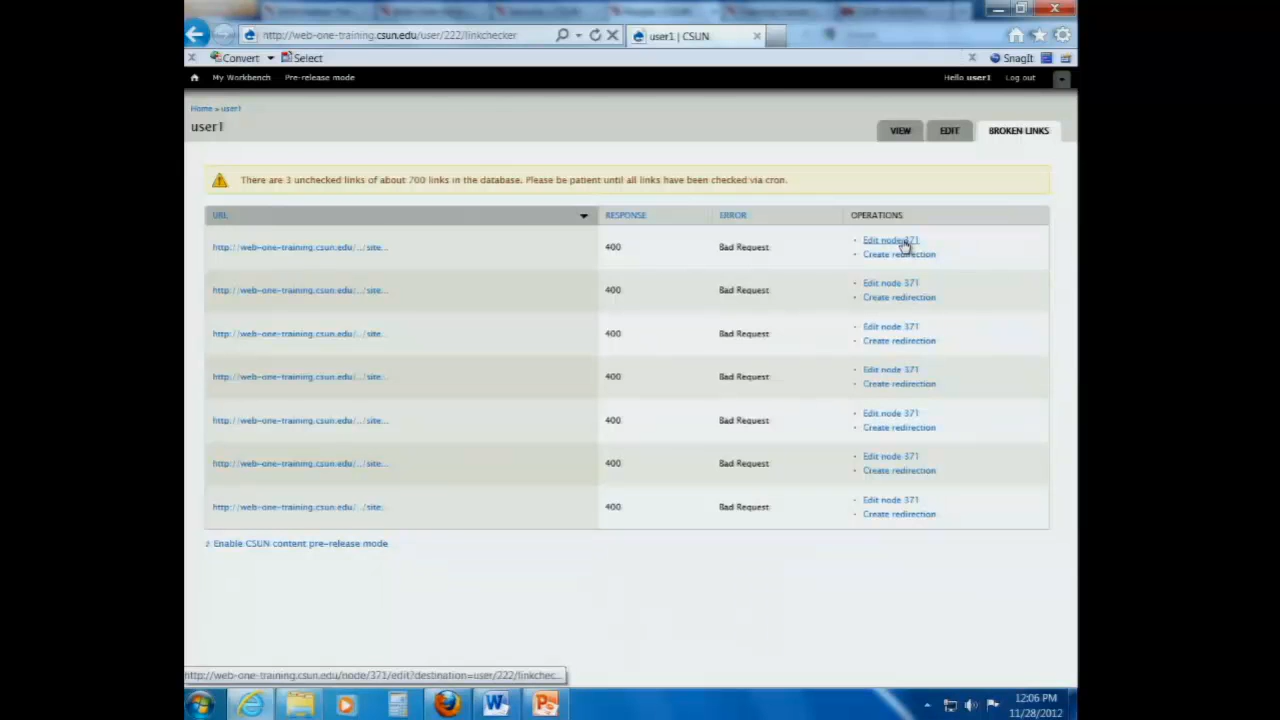 http://web-one-training.csun.edu/user/222/linkchecker
user1 | CSUN
Convert
Select
SnagIt
My Workbench
Pre-release mode
Hello user1
Log out
Home » user1
user1
VIEW
EDIT
BROKEN LINKS
There are 3 unchecked links of about 700 links in the database. Please be patient until all links have been checked via cron.
URL RESPONSE ERROR OPERATIONS
http://web-one-training.csun.edu/../site... 400 Bad Request
Edit node 371
Create redirection
http://web-one-training.csun.edu/../site... 400 Bad Request
Edit node 371
Create redirection
http://web-one-training.csun.edu/../site... 400 Bad Request
Edit node 371
Create redirection
http://web-one-training.csun.edu/../site... 400 Bad Request
Edit node 371
Create redirection
http://web-one-training.csun.edu/../site... 400 Bad Request
Edit node 371
Create redirection
http://web-one-training.csun.edu/../site... 400 Bad Request
Edit node 371
Create redirection
http://web-one-training.csun.edu/../site... 400 Bad Request
Edit node 371
Create redirection
Enable CSUN content pre-release mode
http://web-one-training.csun.edu/node/371/edit?destination=user/222/linkchec...
12:06 PM
11/28/2012